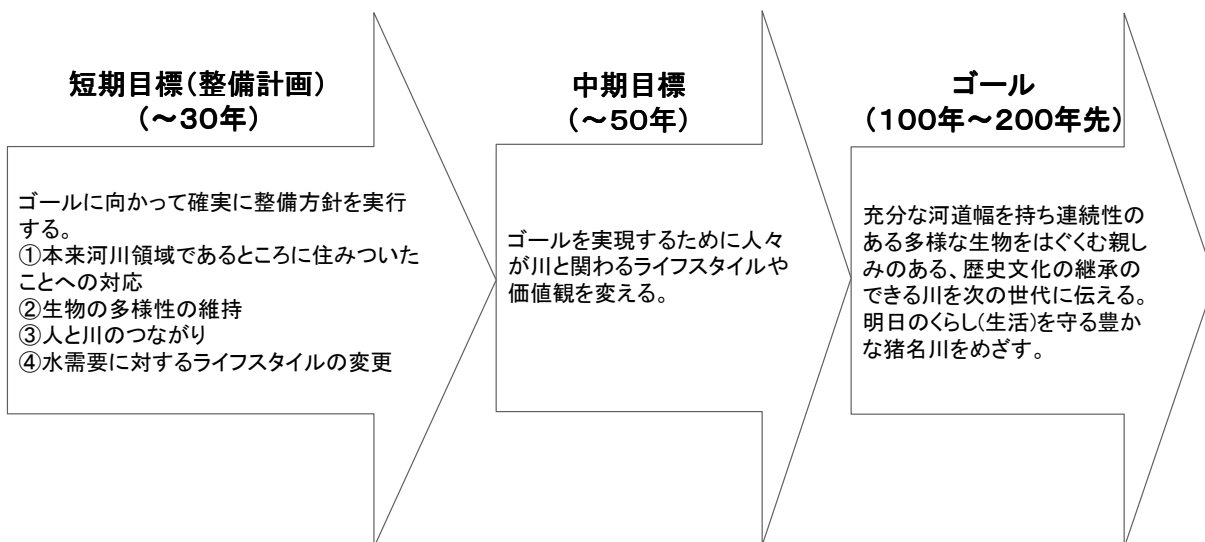 短期目標(整備計画)
(~30年)
ゴールに向かって確実に整備方針を実行
する。
①本来河川領域であるところに住みついた
ことへの対応
②生物の多様性の維持
③人と川のつながり
④水需要に対するライフスタイルの変更
中期目標
(~50年)
ゴールを実現するために人々
が川と関わるライフスタイルや
価値観を変える。
ゴール
(100年~200年先)
充分な河道幅を持ち連続性の
ある多様な生物をはぐくむ親し
みのある、歴史文化の継承の
できる川を次の世代に伝える。
明日のくらし(生活)を守る豊か
な猪名川をめざす。